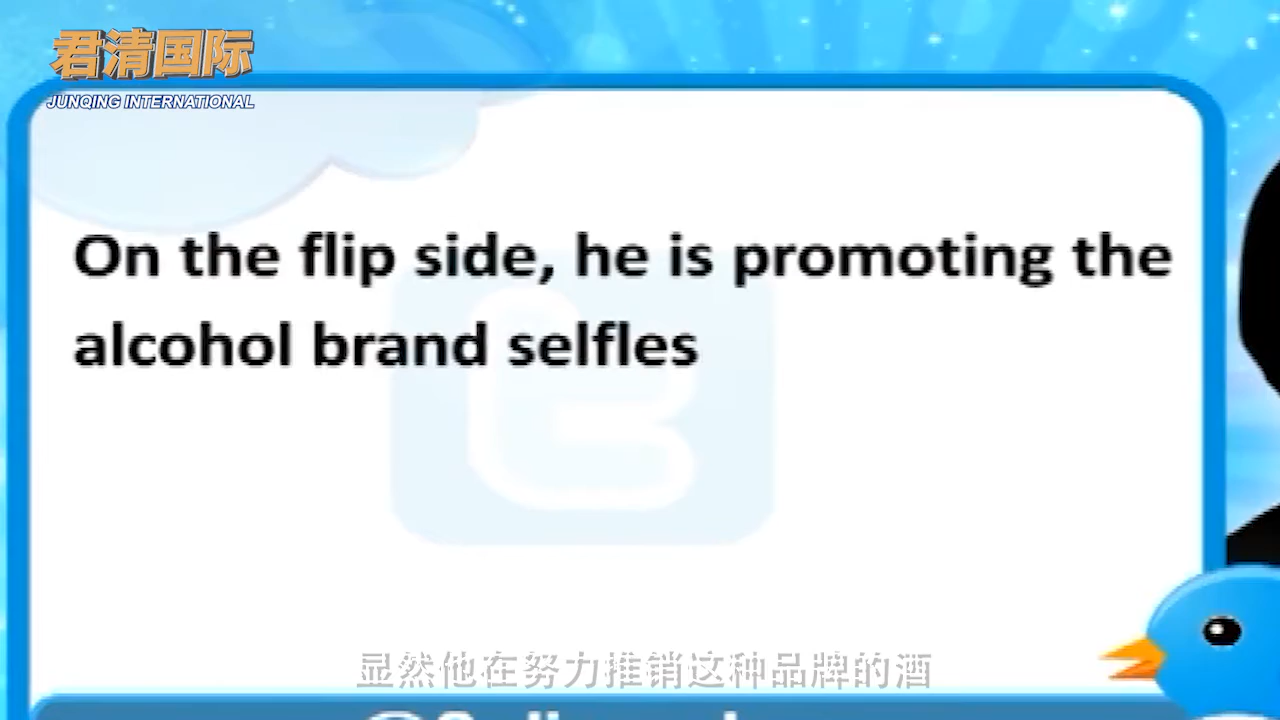 君清国际
JUNQING INTERNATIONAL
On the flip side, he is promoting the
alcohol brand selfles
显然他在努力推销这种品牌的酒